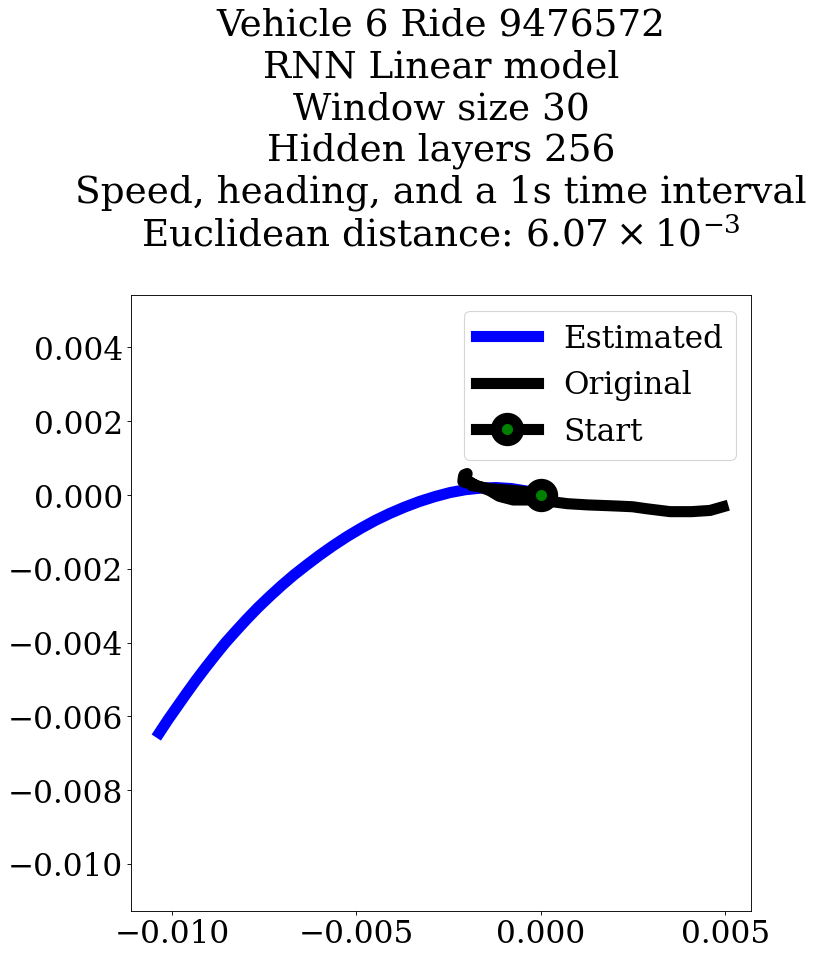 Vehicle 6 Ride 9476572
RNN Linear model
Window size 30
Hidden layers 256
Speed, heading, and a 1s time interval
Euclidean distance: 6.07 × 10⁻³
Estimated
Original
Start
0.004
0.002
0.000
−0.002
−0.004
−0.006
−0.008
−0.010
−0.010
−0.005
0.000
0.005